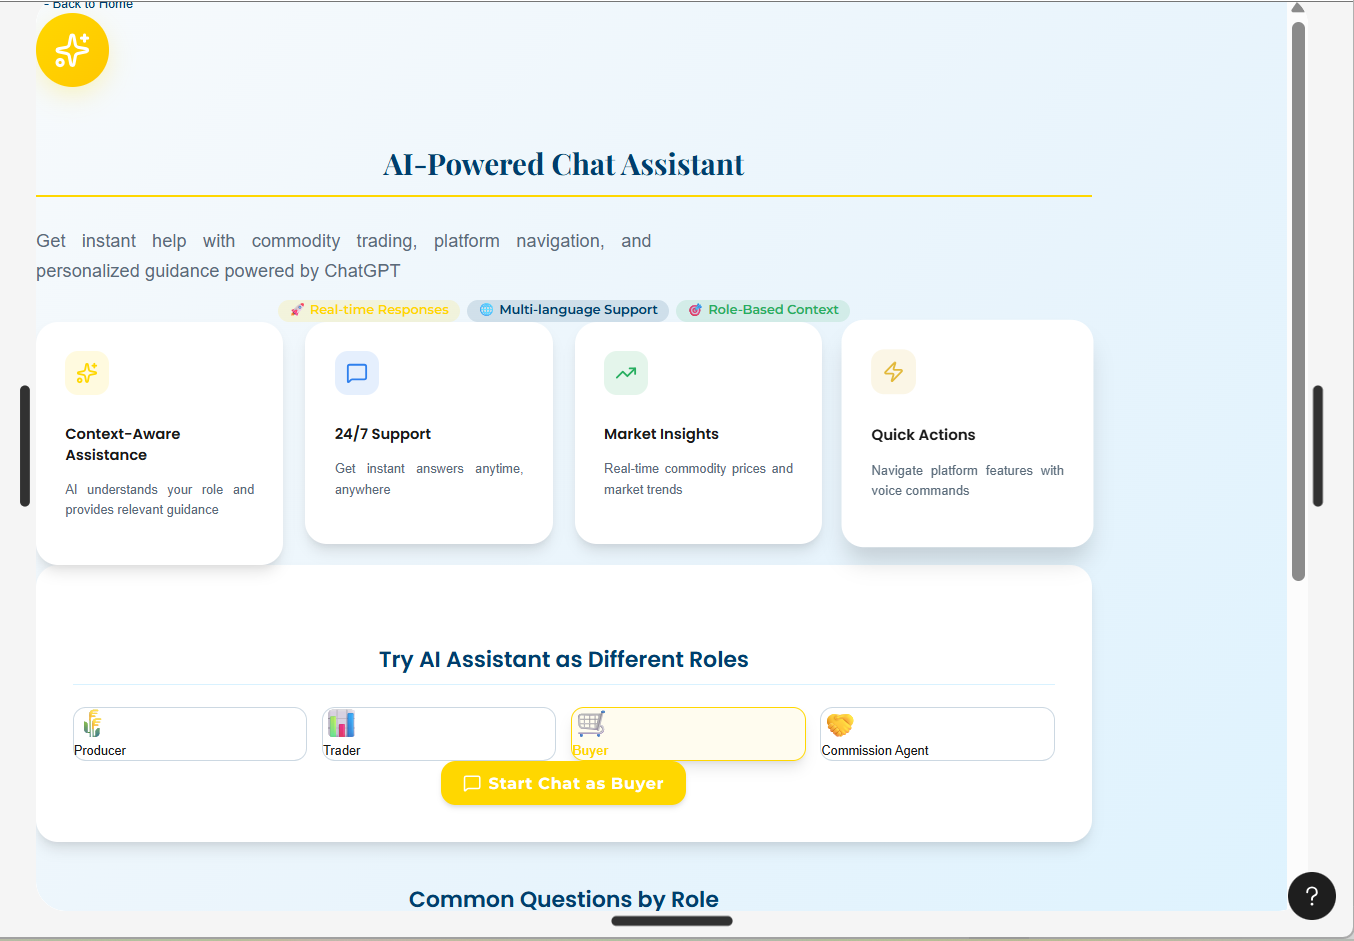 - Back to Home
AI-Powered Chat Assistant
Get instant help with commodity trading, platform navigation, and
personalized guidance powered by ChatGPT
🚀 Real-time Responses
🌐 Multi-language Support
🎯 Role-Based Context
Context-Aware
Assistance
AI understands your role and
provides relevant guidance
24/7 Support
Get instant answers anytime,
anywhere
Market Insights
Real-time commodity prices and
market trends
Quick Actions
Navigate platform features with
voice commands
Try AI Assistant as Different Roles
Producer
Trader
Buyer
Commission Agent
Start Chat as Buyer
Common Questions by Role
?